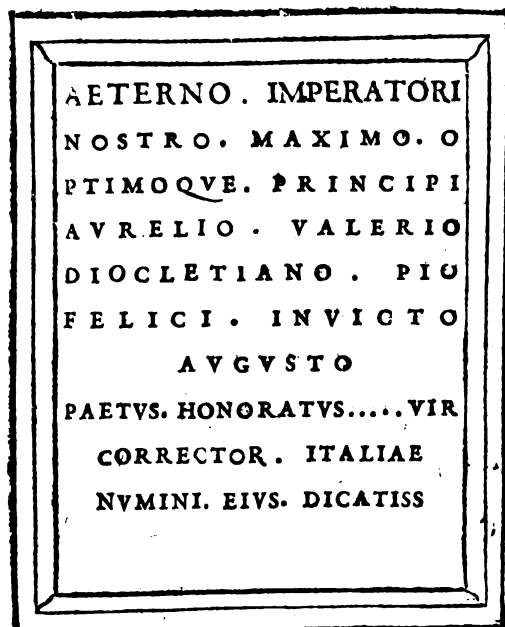 AETERNO. IMPERATORI
NOSTRO. MAXIMO. O
PTIMOQVE. PRINCIPI
AVRELIO. VALERIO
DIOCLETIANO. PIO
FELICI. INVICTO
AVGVSTO
PAETVS. HONORATVS.....VIR
CORRECTOR. ITALIAE
NVMINI. EIVS. DICATISS